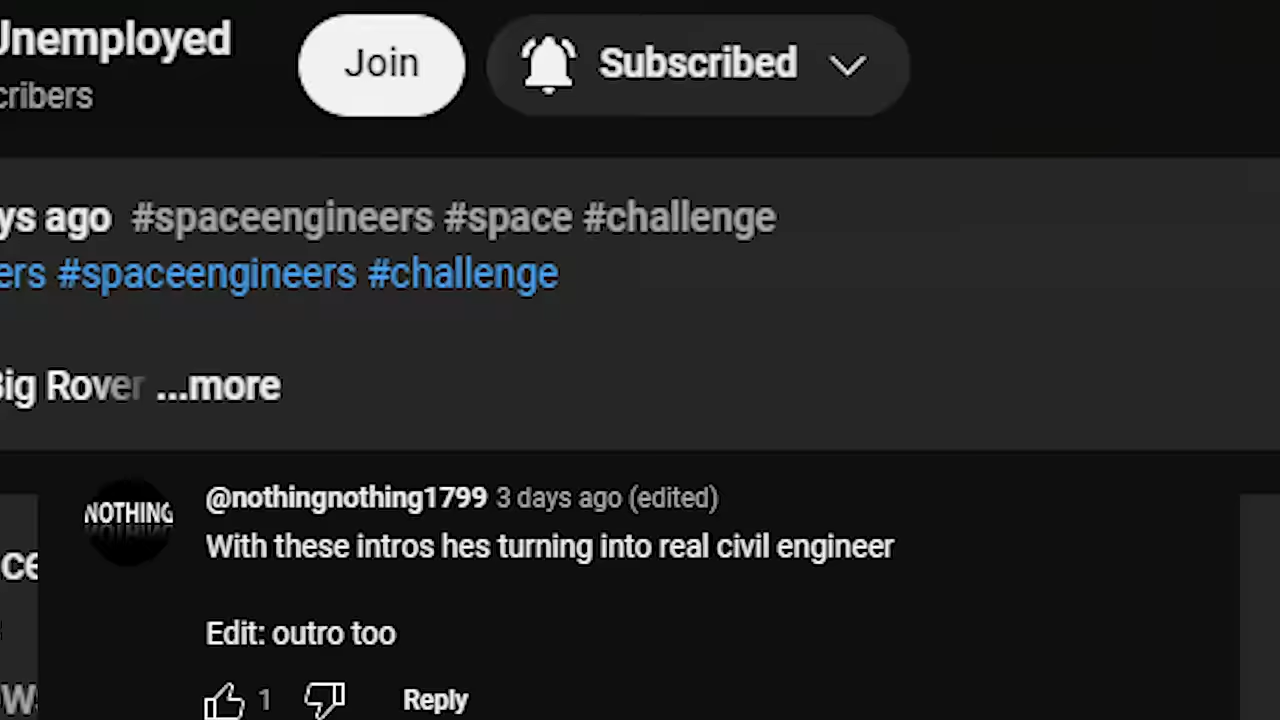 Unemployed
Join
Subscribed
cribers
ys ago #spaceengineers #space #challenge
ers #spaceengineers #challenge
Big Rover ...more
NOTHING
@nothingnothing1799 3 days ago (edited)
With these intros hes turning into real civil engineer
Edit: outro too
1
Reply